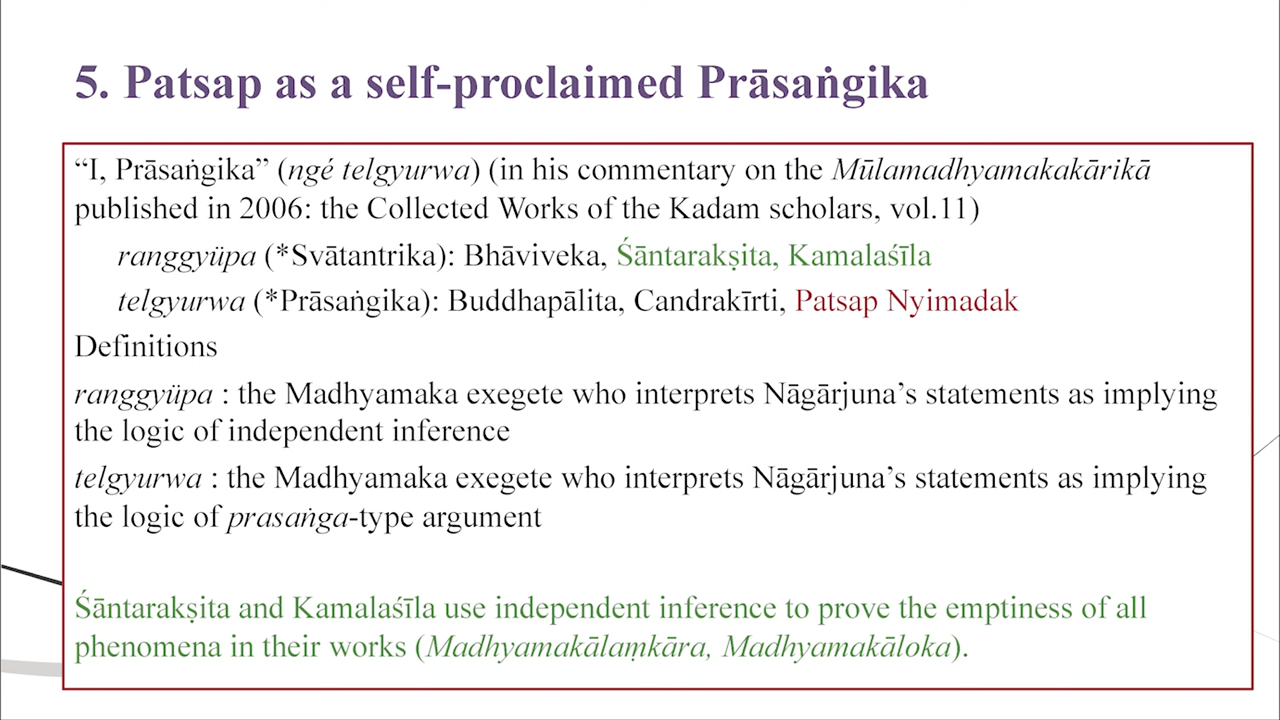 5. Patsap as a self-proclaimed Prāsaṅgika
“I, Prāsaṅgika” (ngé telgyurwa) (in his commentary on the Mūlamadhyamakakārikā
published in 2006: the Collected Works of the Kadam scholars, vol.11)
ranggyüpa (*Svātantrika): Bhāviveka, Śāntarakṣita, Kamalaśīla
telgyurwa (*Prāsaṅgika): Buddhapālita, Candrakīrti, Patsap Nyimadak
Definitions
ranggyüpa : the Madhyamaka exegete who interprets Nāgārjuna’s statements as implying
the logic of independent inference
telgyurwa : the Madhyamaka exegete who interprets Nāgārjuna’s statements as implying
the logic of prasaṅga-type argument
Śāntarakṣita and Kamalaśīla use independent inference to prove the emptiness of all
phenomena in their works (Madhyamakālaṃkāra, Madhyamakāloka).